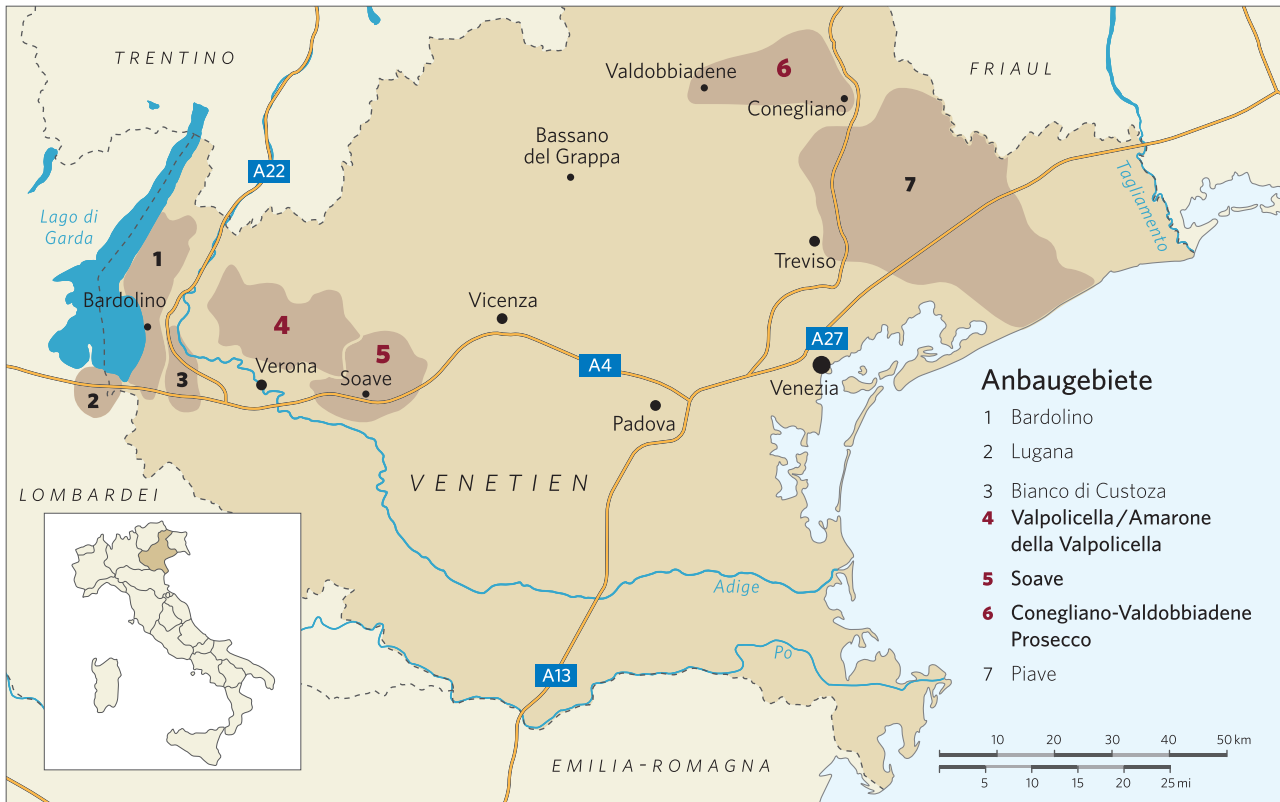 TRENTINO
FRIAUL
Valdobbiadene
6
Conegliano
Bassano
del Grappa
A22
7
Tagliamento
Lago di
Garda
1
Treviso
Bardolino
Vicenza
4
5
A27
Verona
A4
3
Soave
Venezia
2
Padova
VENETIEN
LOMBARDEI
Adige
Po
A13
EMILIA-ROMAGNA
Anbaugebiete
1 Bardolino
2 Lugana
3 Bianco di Custoza
4 Valpolicella/Amarone
della Valpolicella
5 Soave
6 Conegliano-Valdobbiadene
Prosecco
7 Piave
10 20 30 40 50 km
5 10 15 20 25 mi